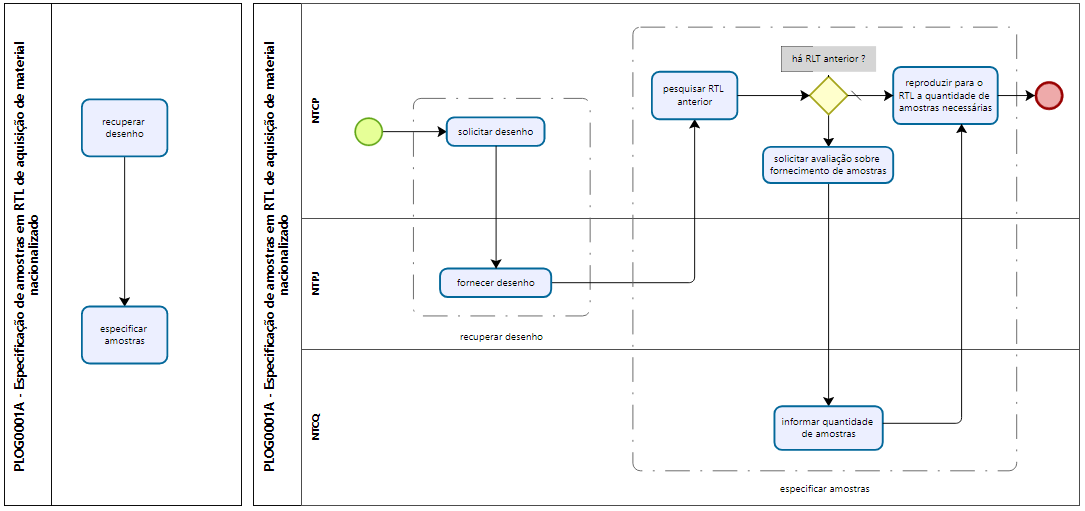 PLOG0001A - Especificação de amostras em RTL de aquisição de material
nacionalizado
recuperar
desenho
especificar
amostras
PLOG0001A - Especificação de amostras em RTL de aquisição de material
nacionalizado
NTCP
solicitar desenho
pesquisar RTL
anterior
há RLT anterior ?
reproduzir para o
RTL a quantidade de
amostras necessárias
solicitar avaliação sobre
fornecimento de amostras
NTPJ
fornecer desenho
recuperar desenho
NTCQ
informar quantidade
de amostras
especificar amostras